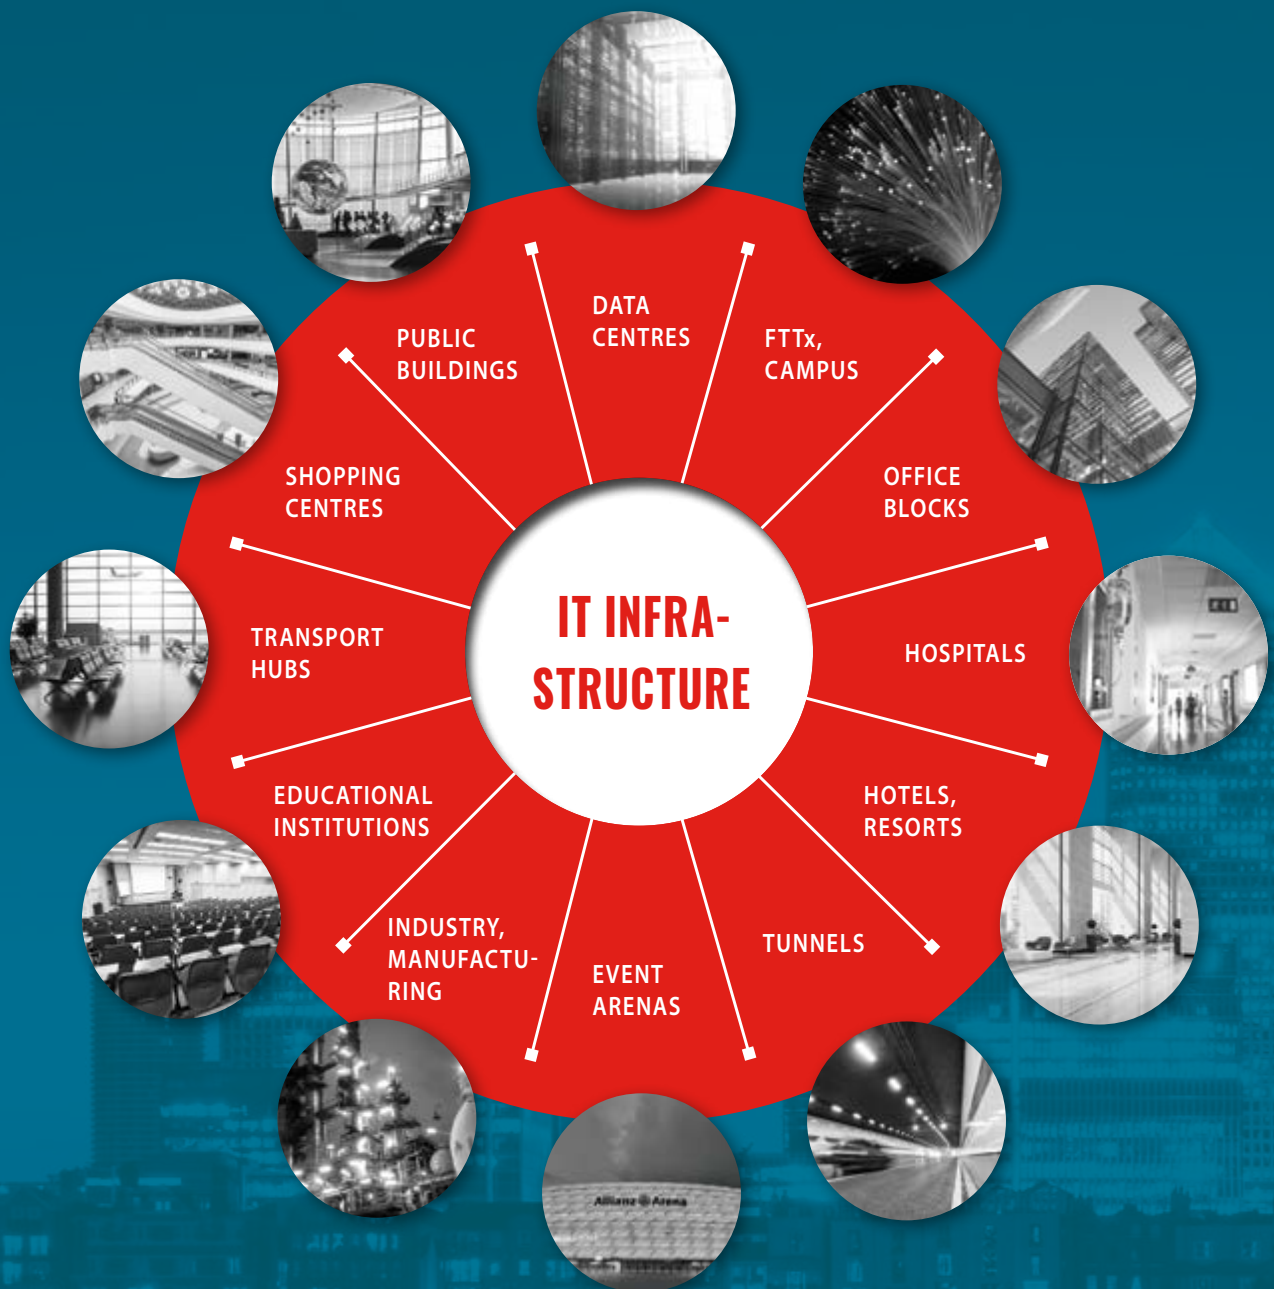 DATA
CENTRES
FTTx,
CAMPUS
OFFICE
BLOCKS
HOSPITALS
HOTELS,
RESORTS
TUNNELS
EVENT
ARENAS
INDUSTRY,
MANUFACTU-
RING
EDUCATIONAL
INSTITUTIONS
TRANSPORT
HUBS
SHOPPING
CENTRES
PUBLIC
BUILDINGS
IT INFRA-
STRUCTURE
Allianz Arena